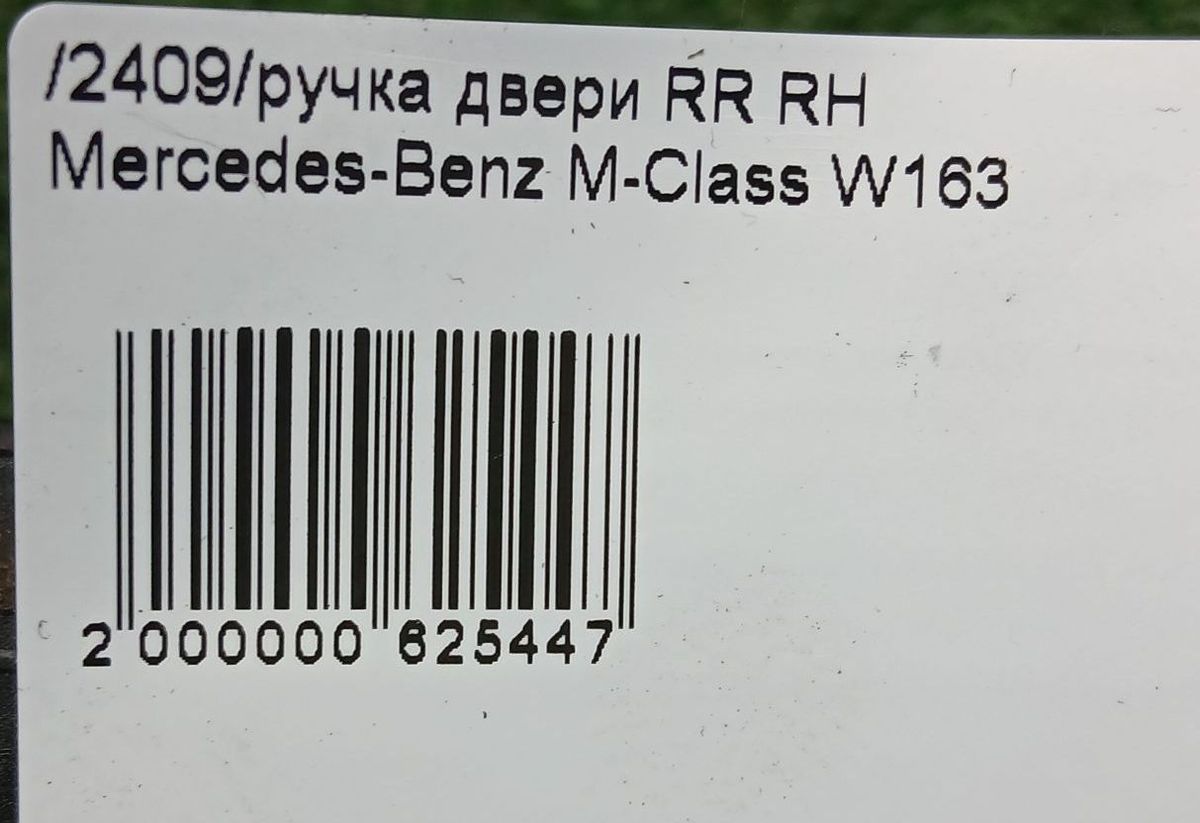 /2409/ручка двери RR RH
Mercedes-Benz M-Class W163
2 000000 625447